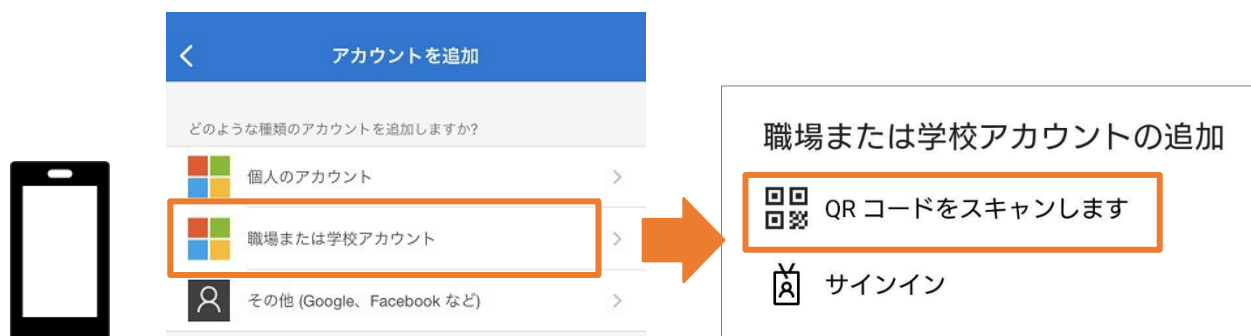 アカウントを追加
どのような種類のアカウントを追加しますか?
個人のアカウント
職場または学校アカウント
その他 (Google、Facebook など)
職場または学校アカウントの追加
QR コードをスキャンします
サインイン